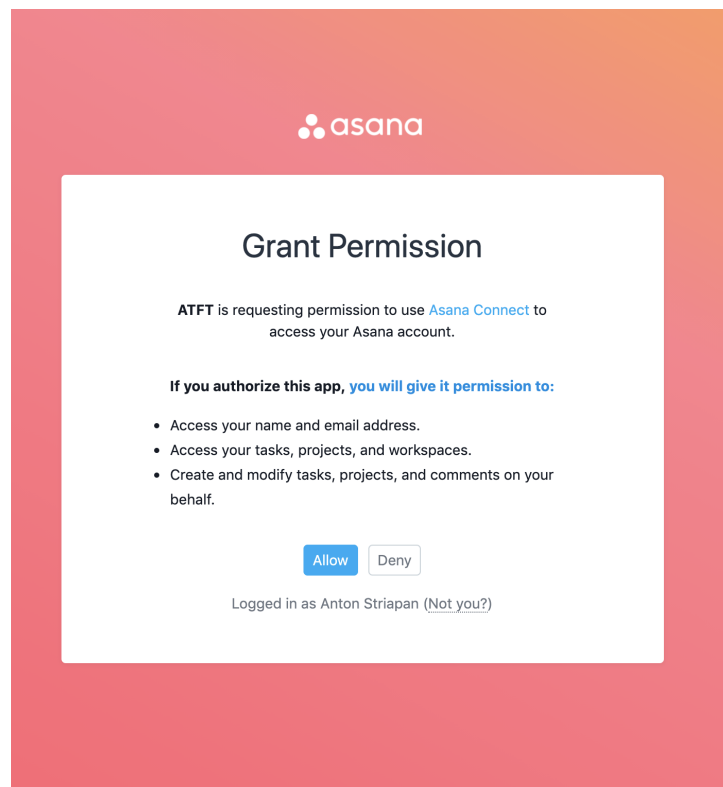 asana
Grant Permission
ATFT is requesting permission to use Asana Connect to
access your Asana account.
If you authorize this app, you will give it permission to:
• Access your name and email address.
• Access your tasks, projects, and workspaces.
• Create and modify tasks, projects, and comments on your
behalf.
Allow Deny
Logged in as Anton Striapan (Not you?)